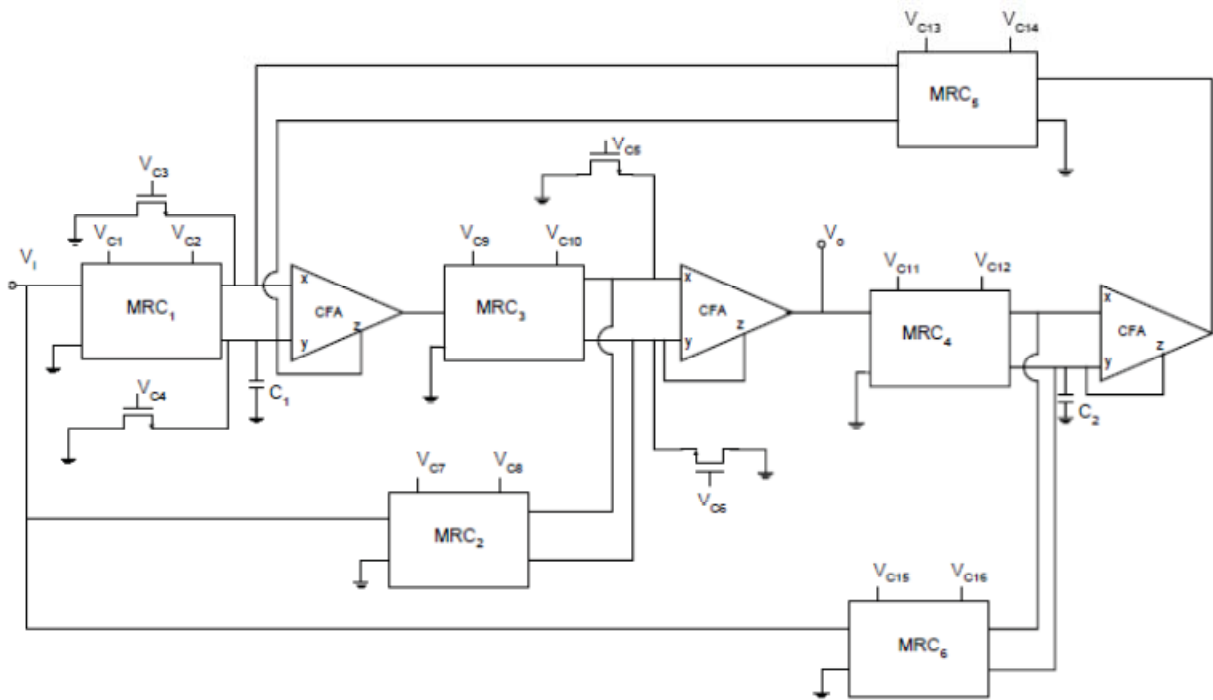 V_C13 V_C14
MRC_5
V_C5
V_C3
V_I
V_C1 V_C2
MRC_1
x
CFA
z
y
V_C9 V_C10
MRC_3
x
CFA
z
y
V_o
V_C11 V_C12
MRC_4
x
CFA
z
y
C_1
V_C4
C_2
V_C6
V_C7 V_C8
MRC_2
V_C15 V_C16
MRC_6